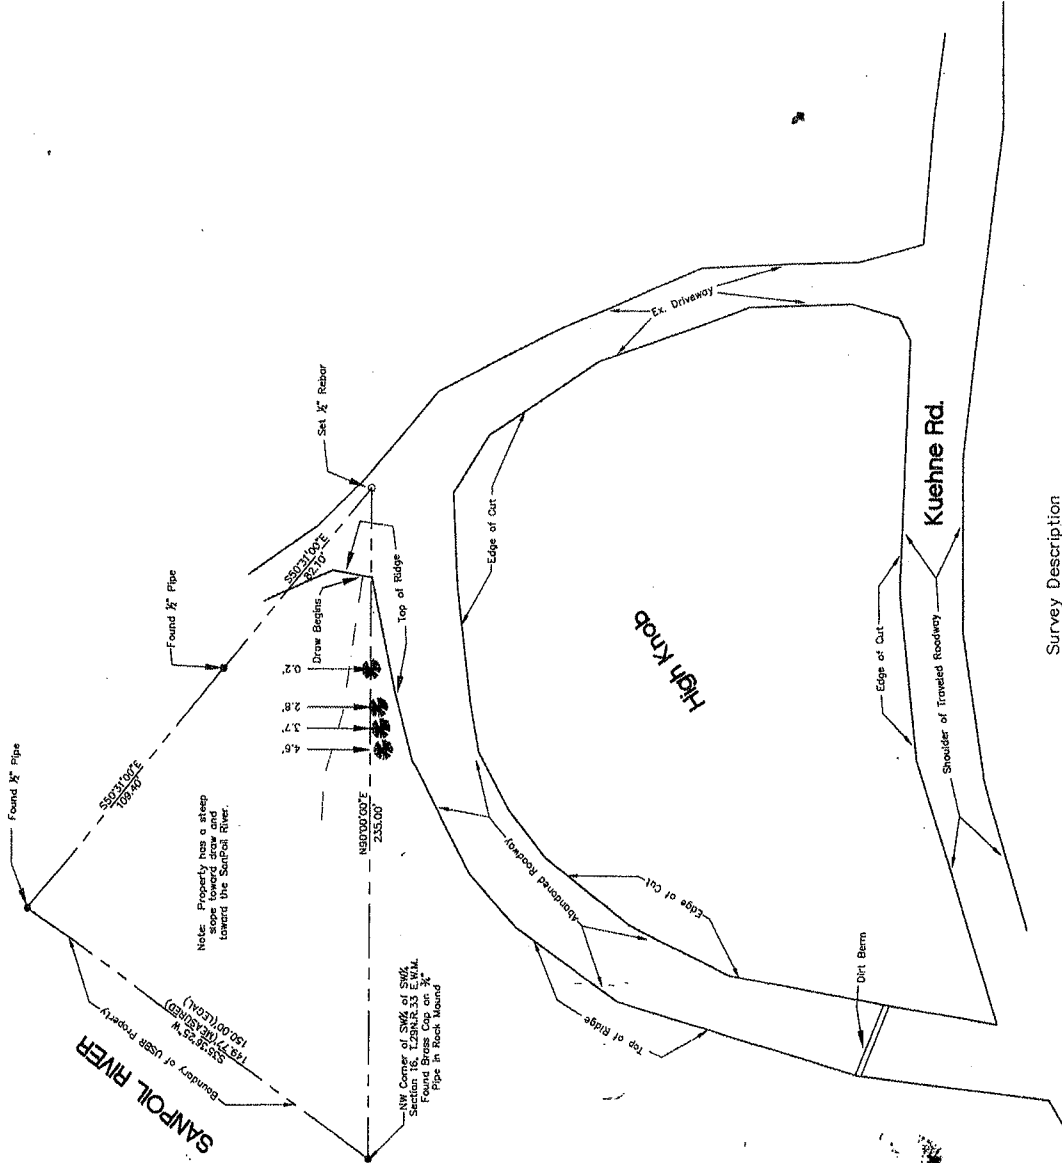 Found ½" Pipe
S50°31'00"E
109.40'
Found ½" Pipe
S50°31'00"E
82.10'
Set ½" Rebar
Note: Property has a steep
slope toward draw and
toward the SanPoil River.
SANPOIL RIVER
Boundary of USBR Property
S35°36'25"W
149.77'(MEASURED)
150.00'(LEGAL)
N90°00'00"E
235.00'
4.6'
3.7'
2.8'
0.2'
Draw Begins
Top of Ridge
NW Corner of SW¼ of SW¼
Section 16, T.29N.R.33 E.W.M.
Found Brass Cap on ¾"
Pipe in Rock Mound
Ex. Driveway
Edge of Cut
Abandoned Roadway
Edge of Cut
Top of Ridge
Dirt Berm
High Knob
Edge of Cut
Kuehne Rd.
Shoulder of Traveled Roadway
Survey Description